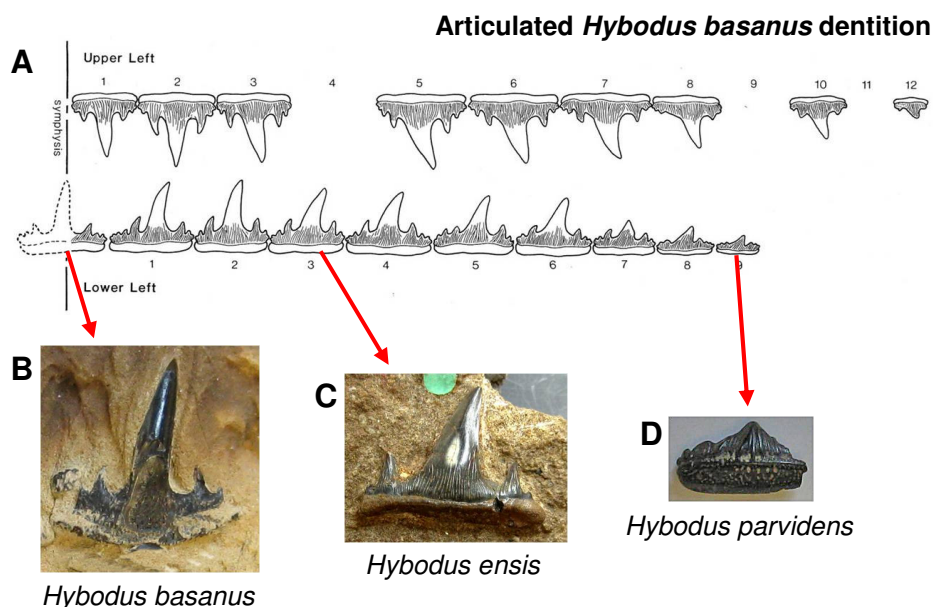 Articulated Hybodus basanus dentition
A
Upper Left
1 2 3 4 5 6 7 8 9 10 11 12
symphysis
1 2 3 4 5 6 7 8 9
Lower Left
B
C
D
Hybodus parvidens
Hybodus ensis
Hybodus basanus